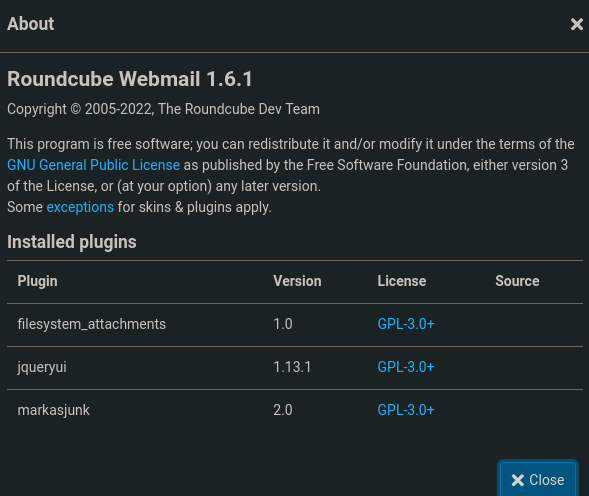 About
Roundcube Webmail 1.6.1
Copyright © 2005-2022, The Roundcube Dev Team
This program is free software; you can redistribute it and/or modify it under the terms of the
GNU General Public License as published by the Free Software Foundation, either version 3
of the License, or (at your option) any later version.
Some exceptions for skins & plugins apply.
Installed plugins
Plugin Version License Source
filesystem_attachments 1.0 GPL-3.0+
jqueryui 1.13.1 GPL-3.0+
markasjunk 2.0 GPL-3.0+
Close